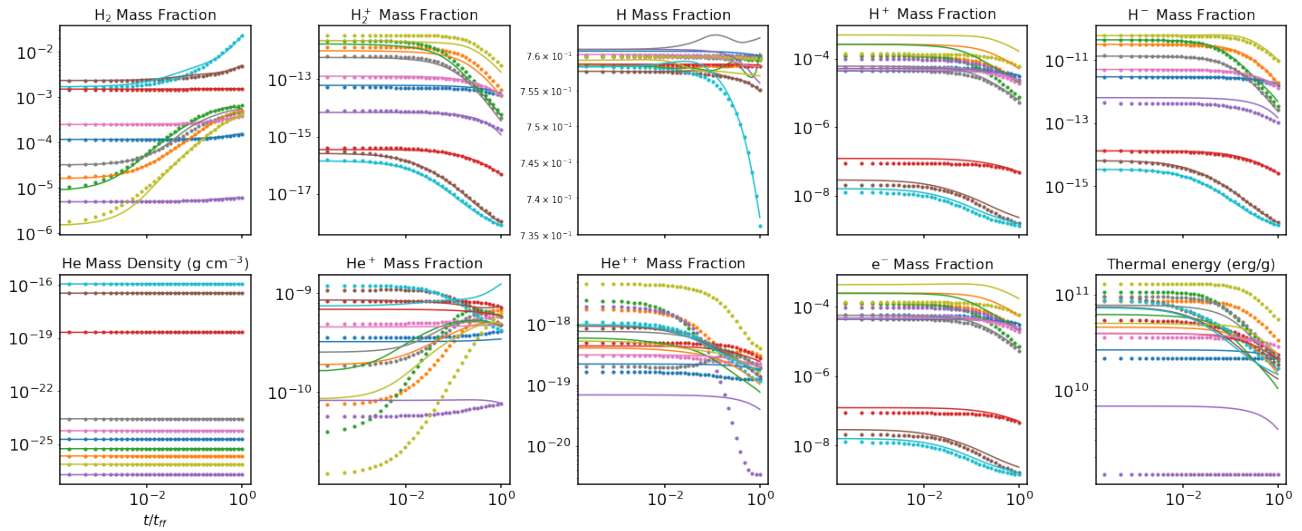 H₂ Mass Fraction
10⁻²
10⁻³
10⁻⁴
10⁻⁵
10⁻⁶
H₂⁺ Mass Fraction
10⁻¹³
10⁻¹⁵
10⁻¹⁷
H Mass Fraction
7.6 × 10⁻¹
7.55 × 10⁻¹
7.5 × 10⁻¹
7.45 × 10⁻¹
7.4 × 10⁻¹
7.35 × 10⁻¹
H⁺ Mass Fraction
10⁻⁴
10⁻⁶
10⁻⁸
H⁻ Mass Fraction
10⁻¹¹
10⁻¹³
10⁻¹⁵
He Mass Density (g cm⁻³)
10⁻¹⁶
10⁻¹⁹
10⁻²²
10⁻²⁵
10⁻² 10⁰
t/t_ff
He⁺ Mass Fraction
10⁻⁹
10⁻¹⁰
10⁻² 10⁰
He⁺⁺ Mass Fraction
10⁻¹⁸
10⁻¹⁹
10⁻²⁰
10⁻² 10⁰
e⁻ Mass Fraction
10⁻⁴
10⁻⁶
10⁻⁸
10⁻² 10⁰
Thermal energy (erg/g)
10¹¹
10¹⁰
10⁻² 10⁰